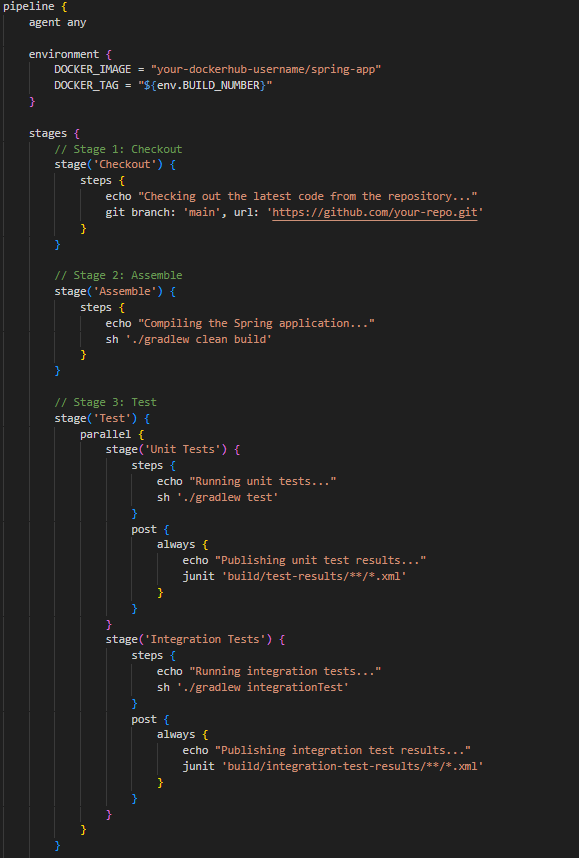 pipeline {
    agent any

    environment {
        DOCKER_IMAGE = "your-dockerhub-username/spring-app"
        DOCKER_TAG = "${env.BUILD_NUMBER}"
    }

    stages {
        // Stage 1: Checkout
        stage('Checkout') {
            steps {
                echo "Checking out the latest code from the repository..."
                git branch: 'main', url: 'https://github.com/your-repo.git'
            }
        }

        // Stage 2: Assemble
        stage('Assemble') {
            steps {
                echo "Compiling the Spring application..."
                sh './gradlew clean build'
            }
        }

        // Stage 3: Test
        stage('Test') {
            parallel {
                stage('Unit Tests') {
                    steps {
                        echo "Running unit tests..."
                        sh './gradlew test'
                    }
                    post {
                        always {
                            echo "Publishing unit test results..."
                            junit 'build/test-results/**/*.xml'
                        }
                    }
                }
                stage('Integration Tests') {
                    steps {
                        echo "Running integration tests..."
                        sh './gradlew integrationTest'
                    }
                    post {
                        always {
                            echo "Publishing integration test results..."
                            junit 'build/integration-test-results/**/*.xml'
                        }
                    }
                }
            }
        }